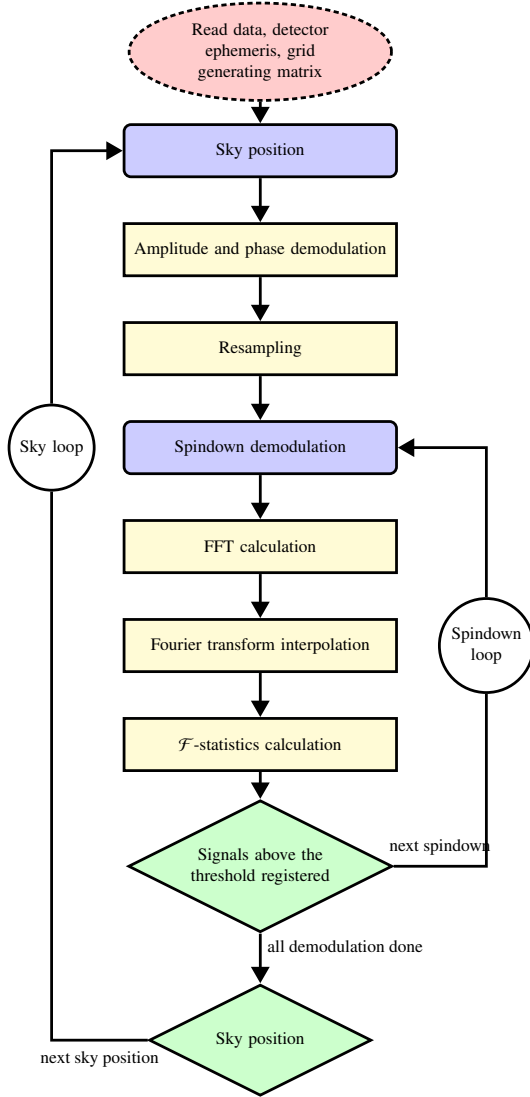 Read data, detector
ephemeris, grid
generating matrix
Sky position
Amplitude and phase demodulation
Resampling
Sky loop
Spindown demodulation
FFT calculation
Fourier transform interpolation
Spindown
loop
ℱ-statistics calculation
next spindown
Signals above the
threshold registered
all demodulation done
Sky position
next sky position